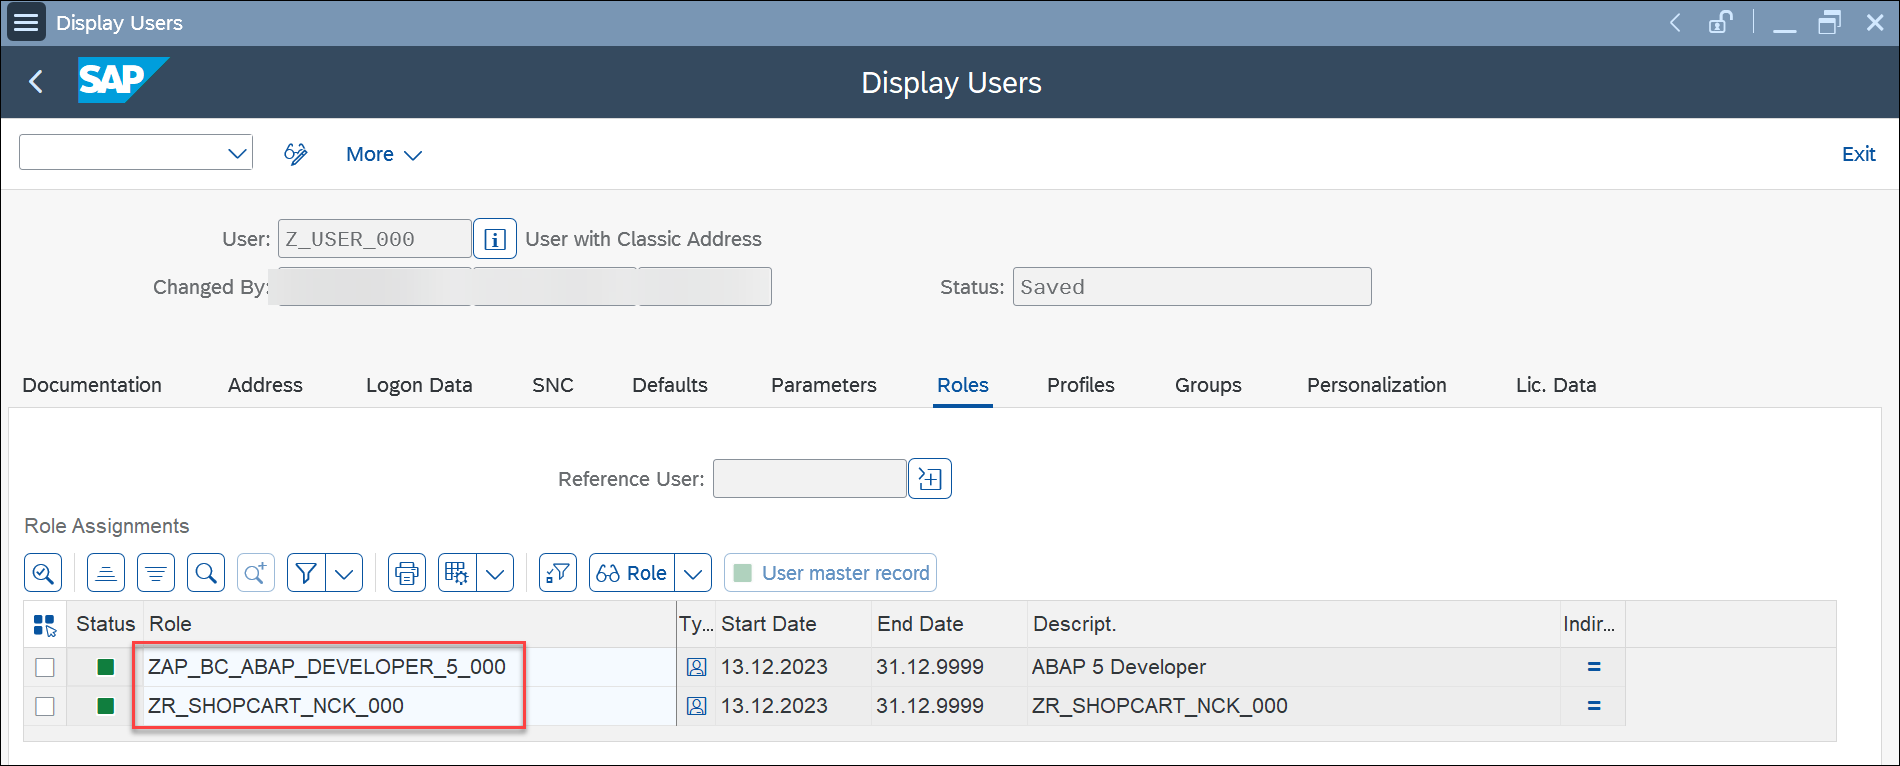 Display Users
SAP
Display Users
More
Exit
User: Z_USER_000 User with Classic Address
Changed By: Status: Saved
Documentation Address Logon Data SNC Defaults Parameters Roles Profiles Groups Personalization Lic. Data
Reference User:
Role Assignments
Role User master record
Status Role Ty... Start Date End Date Descript. Indir...
ZAP_BC_ABAP_DEVELOPER_5_000 13.12.2023 31.12.9999 ABAP 5 Developer =
ZR_SHOPCART_NCK_000 13.12.2023 31.12.9999 ZR_SHOPCART_NCK_000 =